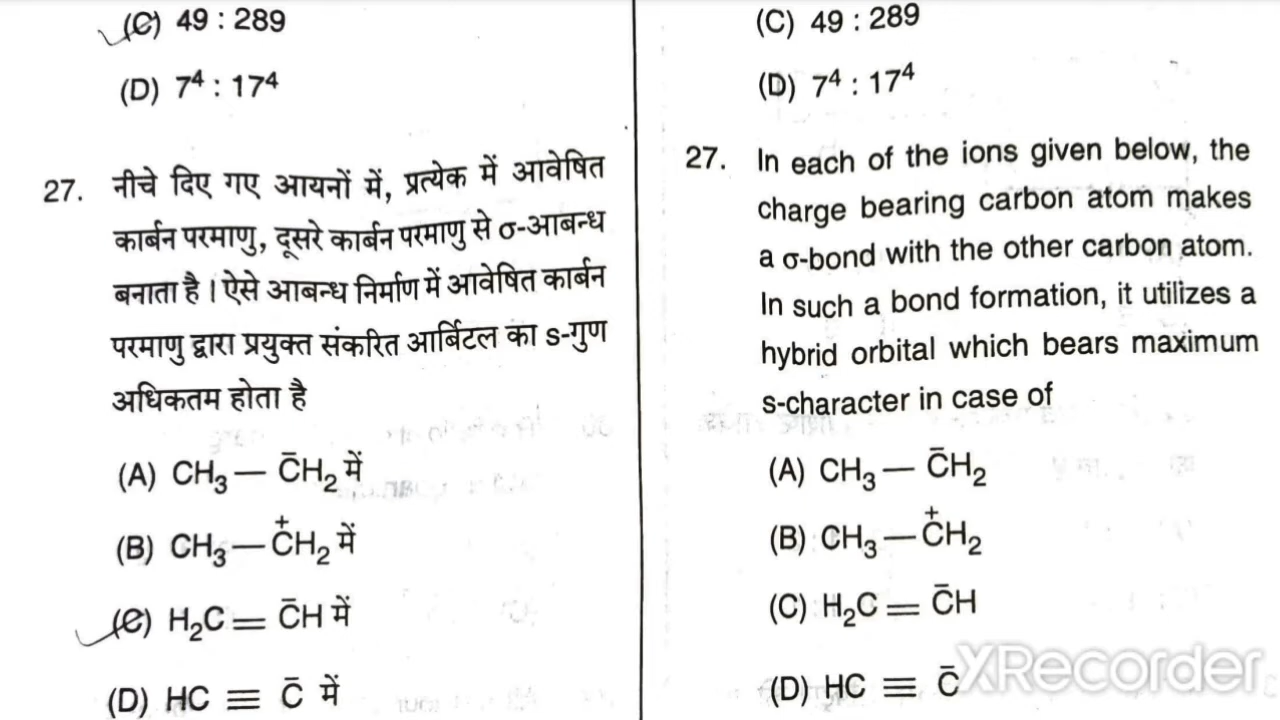 (C) 49 : 289
(D) 7⁴ : 17⁴
27. नीचे दिए गए आयनों में, प्रत्येक में आवेषित
कार्बन परमाणु, दूसरे कार्बन परमाणु से σ-आबन्ध
बनाता है। ऐसे आबन्ध निर्माण में आवेषित कार्बन
परमाणु द्वारा प्रयुक्त संकरित आर्बिटल का s-गुण
अधिकतम होता है
(A) CH₃ — C̄H₂ में
(B) CH₃ — C⁺H₂ में
(C) H₂C = C̄H में
(D) HC ≡ C̄ में
(C) 49 : 289
(D) 7⁴ : 17⁴
27. In each of the ions given below, the
charge bearing carbon atom makes
a σ-bond with the other carbon atom.
In such a bond formation, it utilizes a
hybrid orbital which bears maximum
s-character in case of
(A) CH₃ — C̄H₂
(B) CH₃ — C⁺H₂
(C) H₂C = C̄H
(D) HC ≡ C̄
XRecorder